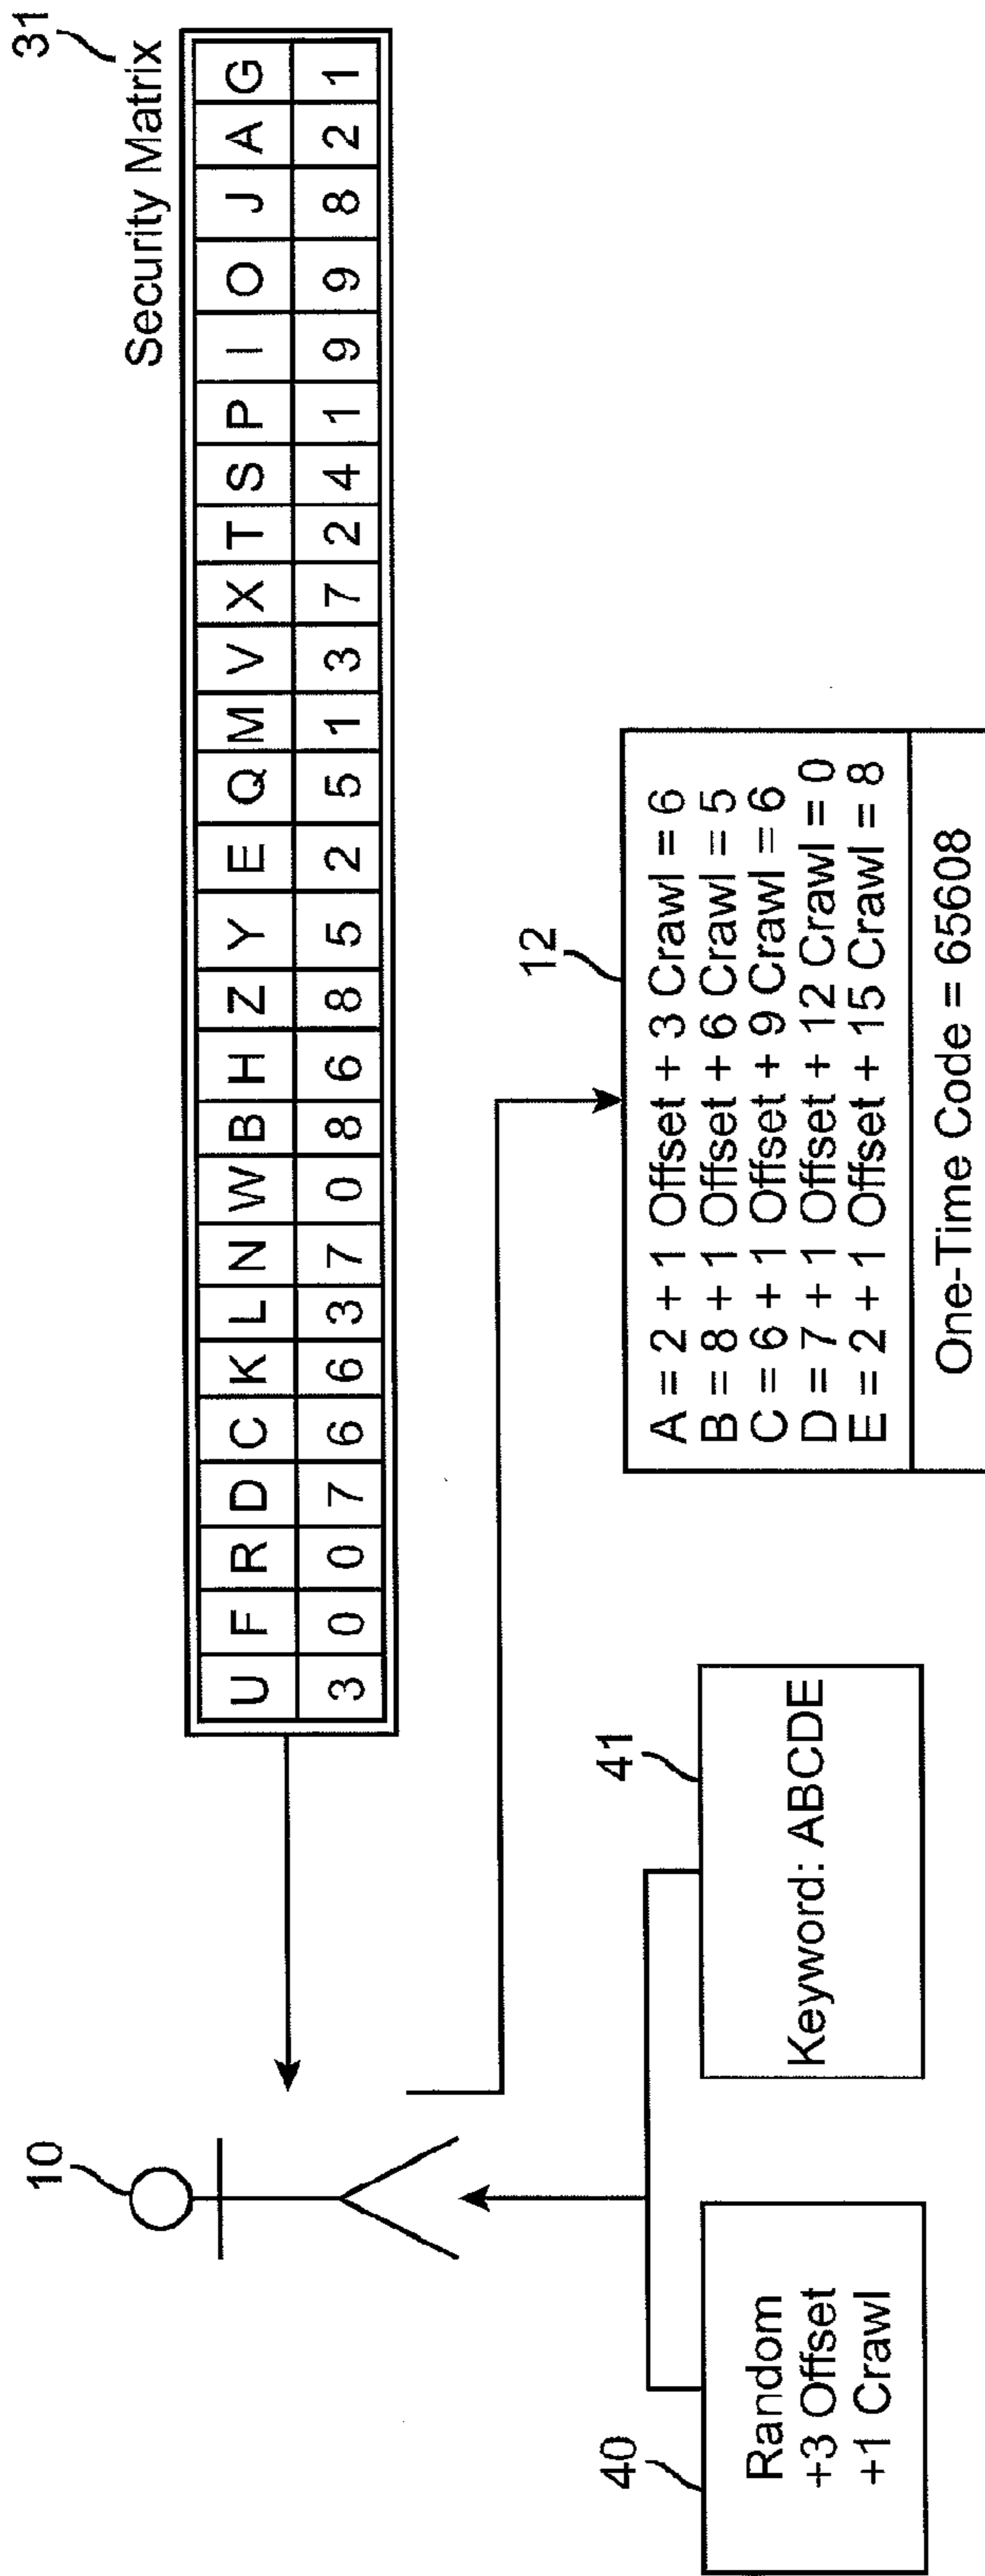 31
Security Matrix
U F R D C K L N W B H Z Y E Q M V X T S P I O J A G
3 0 0 7 6 6 3 7 0 8 6 8 5 2 5 1 3 7 2 4 1 9 9 8 2 1
10
12
A = 2 + 1 Offset + 3 Crawl = 6
B = 8 + 1 Offset + 6 Crawl = 5
C = 6 + 1 Offset + 9 Crawl = 6
D = 7 + 1 Offset + 12 Crawl = 0
E = 2 + 1 Offset + 15 Crawl = 8
One-Time Code = 65608
41
Keyword: ABCDE
40
Random
+3 Offset
+1 Crawl